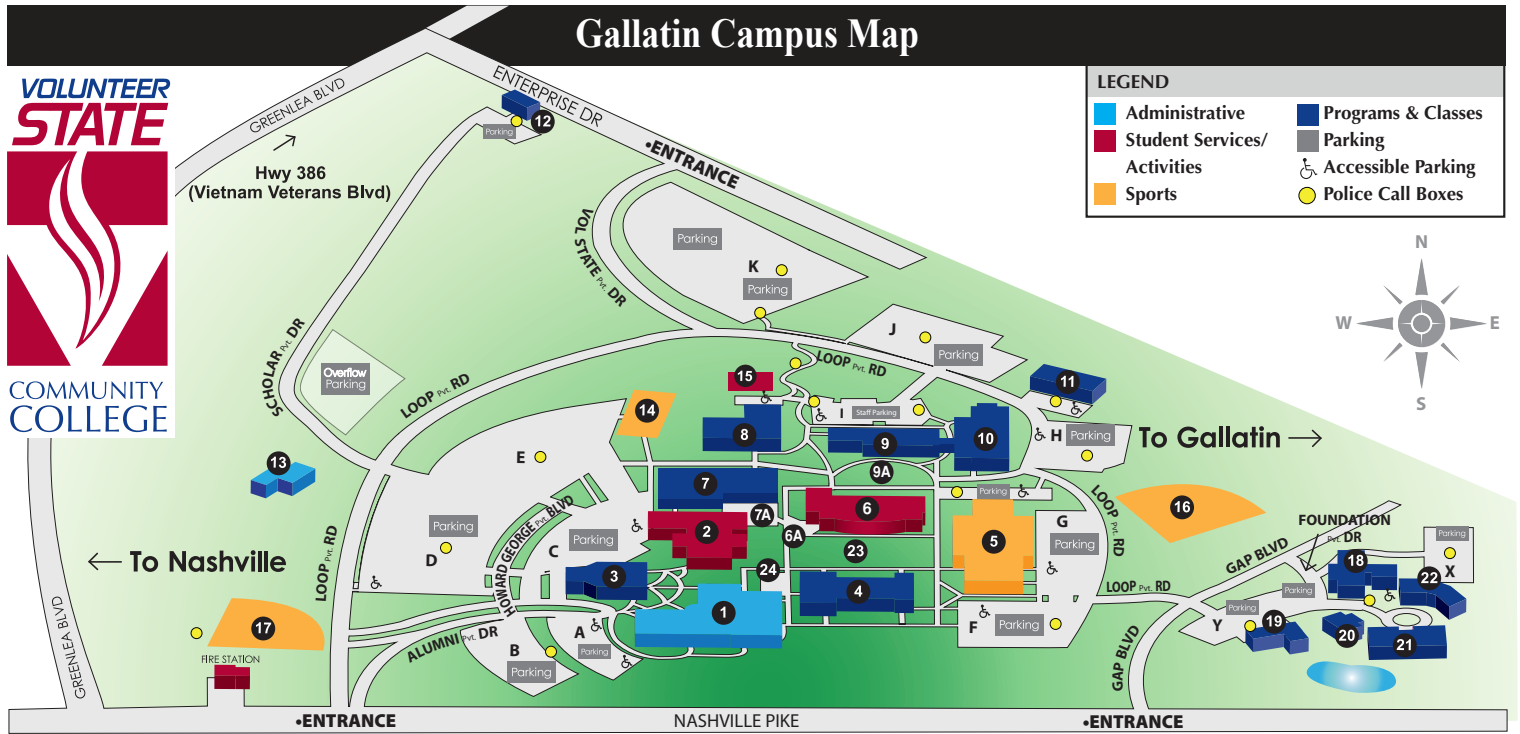 Gallatin Campus Map
VOLUNTEER
STATE
COMMUNITY
COLLEGE
LEGEND
Administrative
Student Services/
Activities
Sports
Programs & Classes
Parking
Accessible Parking
Police Call Boxes
N
W
E
S
GREENLEA BLVD
ENTERPRISE DR
Hwy 386
(Vietnam Veterans Blvd)
Parking
12
•ENTRANCE
VOL STATE Pvt. DR
Parking
K
Parking
J
Parking
SCHOLAR Pvt. DR
Overflow
Parking
LOOP Pvt. RD
LOOP Pvt. RD
15
11
14
I
Staff Parking
8
9
10
H
Parking
To Gallatin
13
E
9A
7
Parking
LOOP Pvt. RD
16
6
7A
2
6A
23
5
G
Parking
FOUNDATION
Pvt. DR
GAP BLVD
Parking
X
Parking
D
HOWARD GEORGE Pvt. BLVD
C
Parking
3
24
4
18
22
To Nashville
LOOP Pvt. RD
LOOP Pvt. RD
Parking
1
17
A
Parking
F
Parking
Parking
Y
19
20
21
ALUMNI Pvt. DR
B
Parking
GAP BLVD
GREENLEA BLVD
FIRE STATION
•ENTRANCE
NASHVILLE PIKE
•ENTRANCE